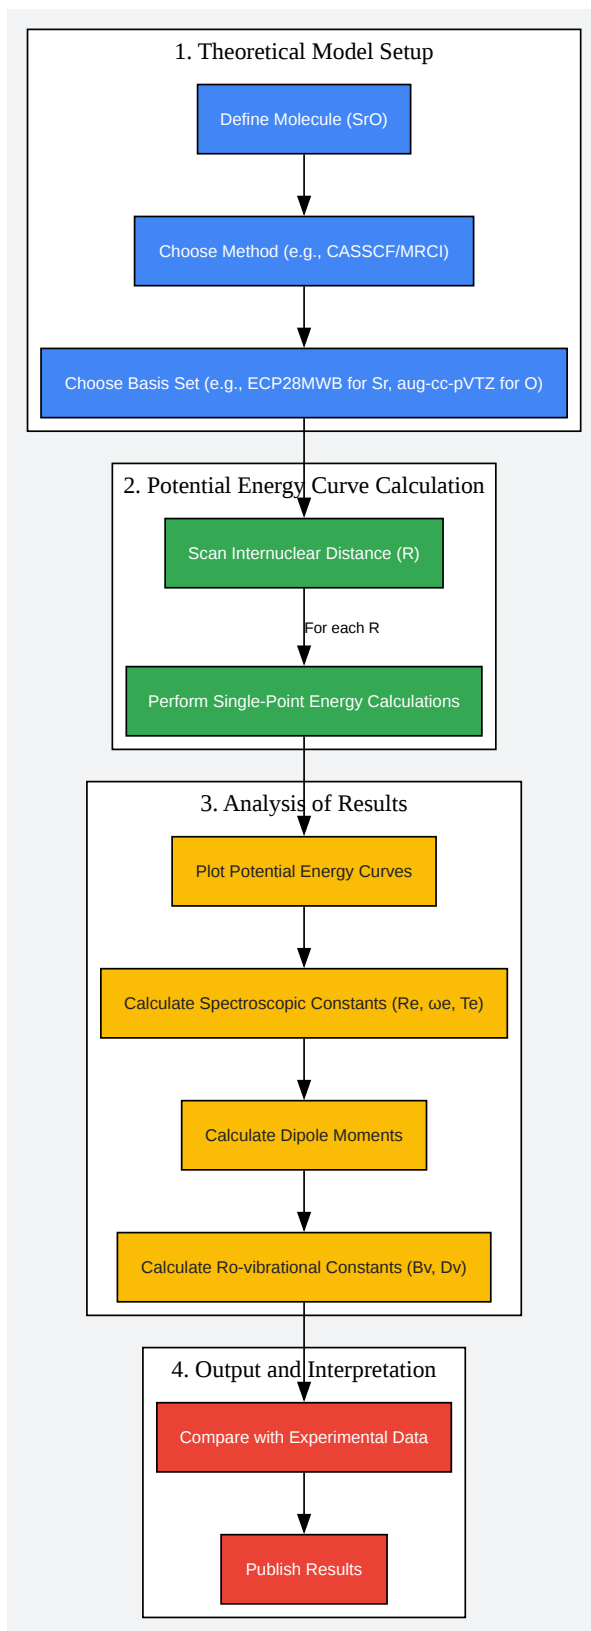 1. Theoretical Model Setup
Define Molecule (SrO)
Choose Method (e.g., CASSCF/MRCI)
Choose Basis Set (e.g., ECP28MWB for Sr, aug-cc-pVTZ for O)
2. Potential Energy Curve Calculation
Scan Internuclear Distance (R)
For each R
Perform Single-Point Energy Calculations
3. Analysis of Results
Plot Potential Energy Curves
Calculate Spectroscopic Constants (Re, ωe, Te)
Calculate Dipole Moments
Calculate Ro-vibrational Constants (Bv, Dv)
4. Output and Interpretation
Compare with Experimental Data
Publish Results